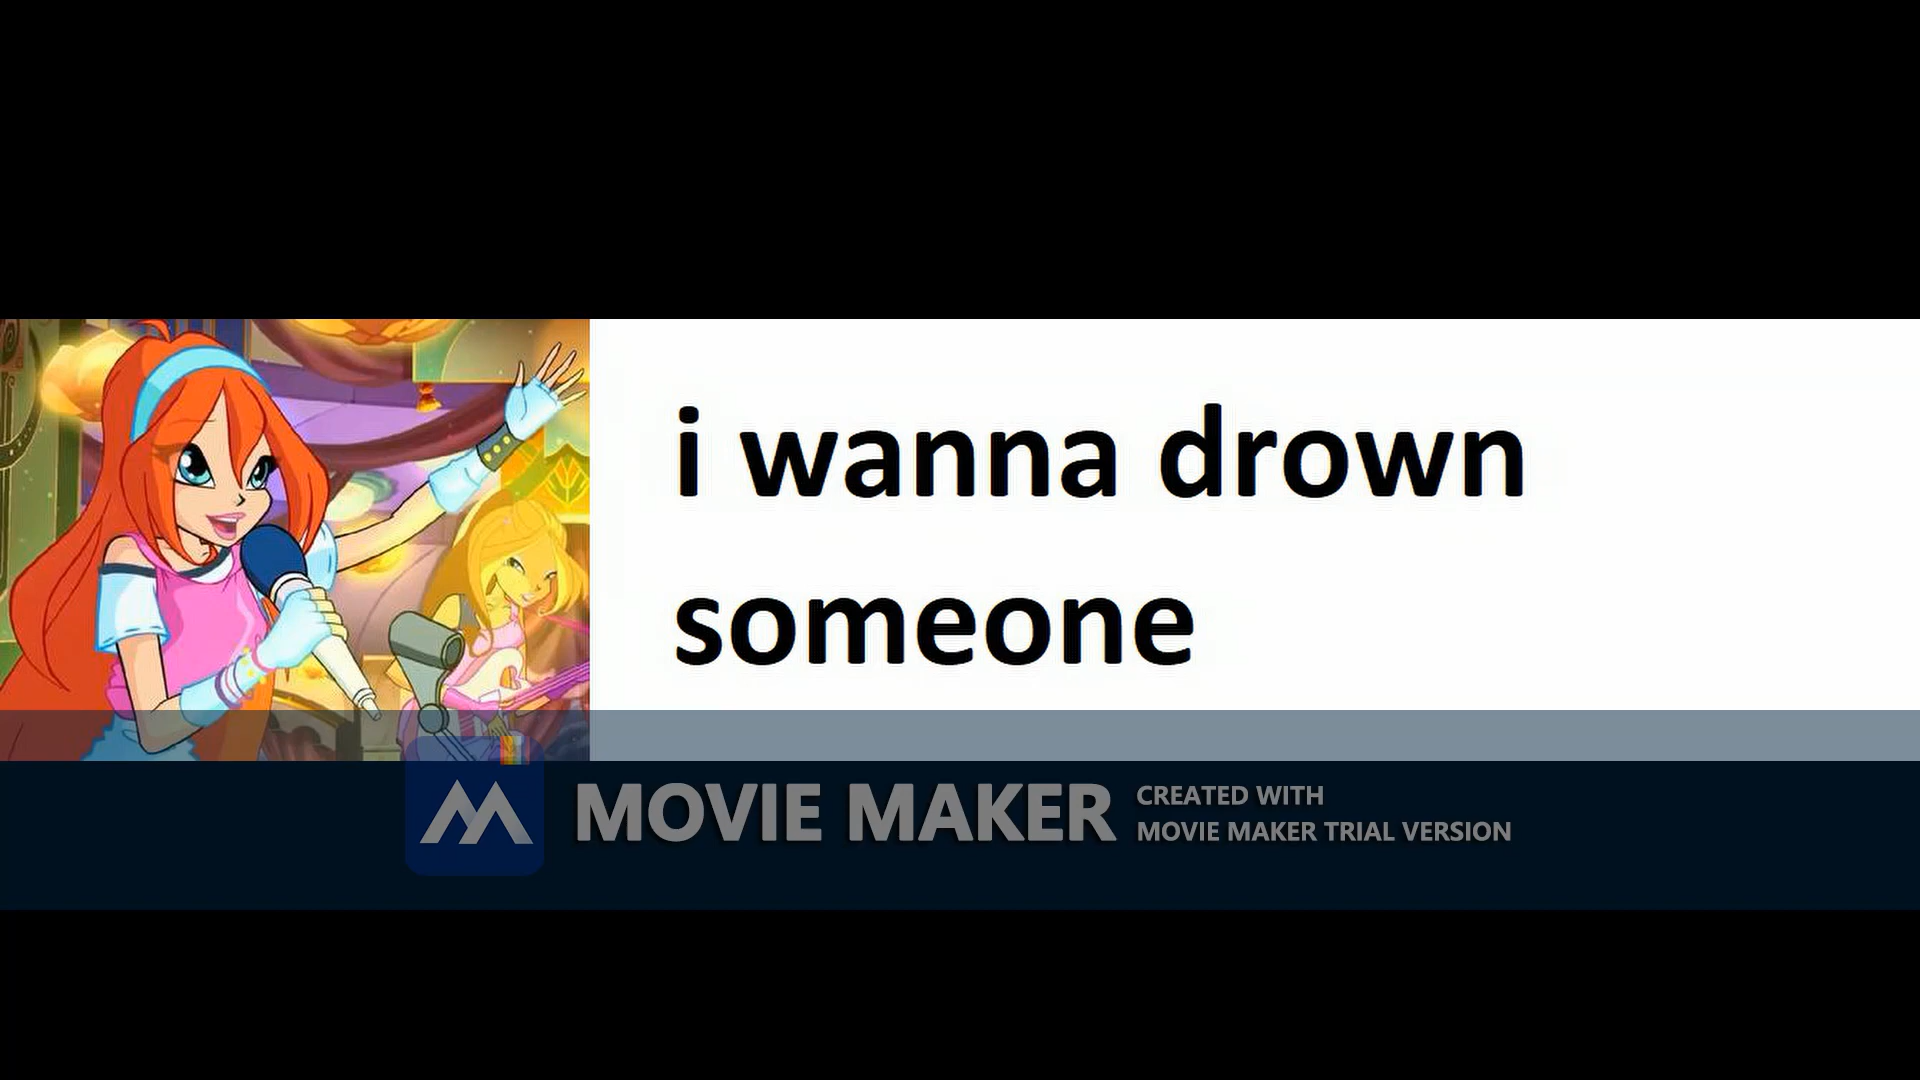 i wanna drown
someone
MOVIE MAKER
CREATED WITH
MOVIE MAKER TRIAL VERSION